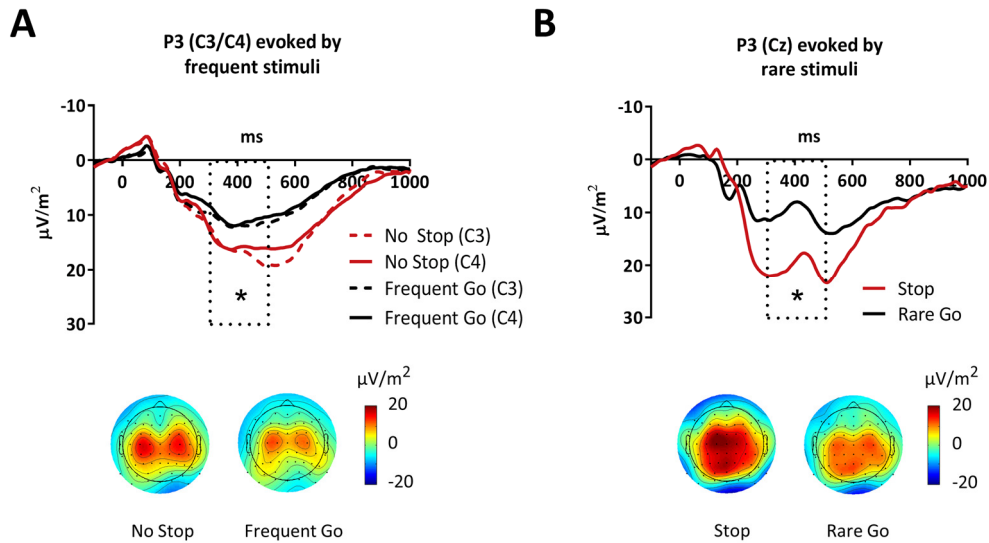 A
P3 (C3/C4) evoked by
frequent stimuli
-10
ms
0
0 200 400 600 800 1000
10
20
30
µV/m²
*
No Stop (C3)
No Stop (C4)
Frequent Go (C3)
Frequent Go (C4)
µV/m²
20
0
-20
No Stop
Frequent Go
B
P3 (Cz) evoked by
rare stimuli
-10
ms
0
0 200 400 600 800 1000
10
20
30
µV/m²
*
Stop
Rare Go
µV/m²
20
0
-20
Stop
Rare Go